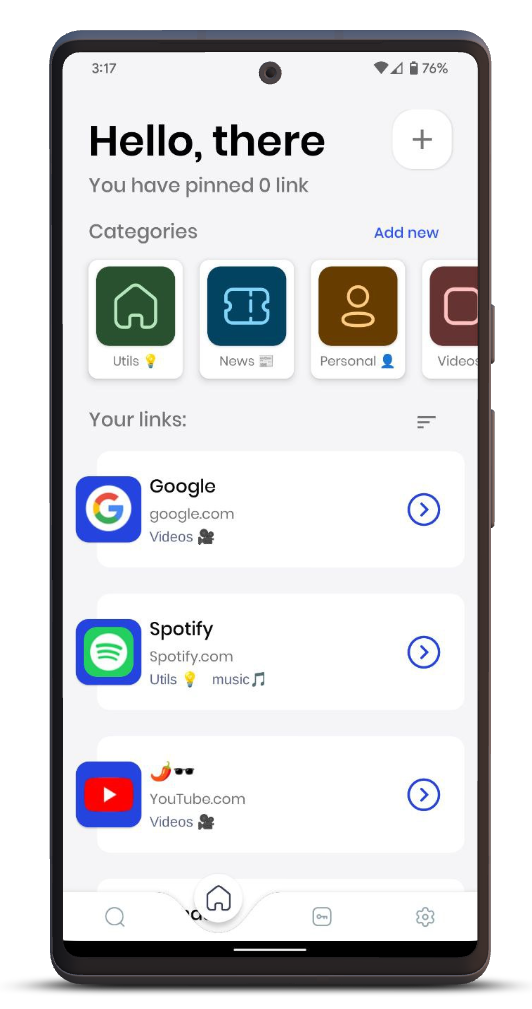 3:17
76%
Hello, there
You have pinned 0 link
Categories
Add new
Utils 💡
News 📰
Personal 👤
Videos
Your links:
Google
google.com
Videos 🎥
Spotify
Spotify.com
Utils 💡 music🎵
🌶️🕶️
YouTube.com
Videos 🎥